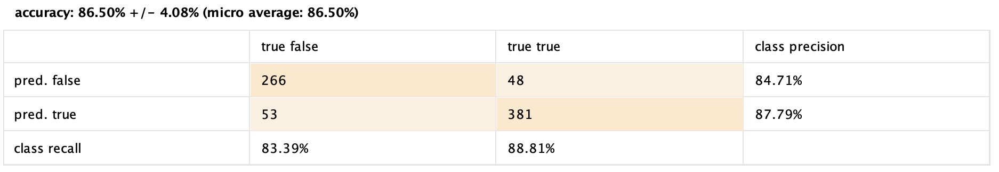 accuracy: 86.50% +/- 4.08% (micro average: 86.50%)
true false true true class precision
pred. false 266 48 84.71%
pred. true 53 381 87.79%
class recall 83.39% 88.81%